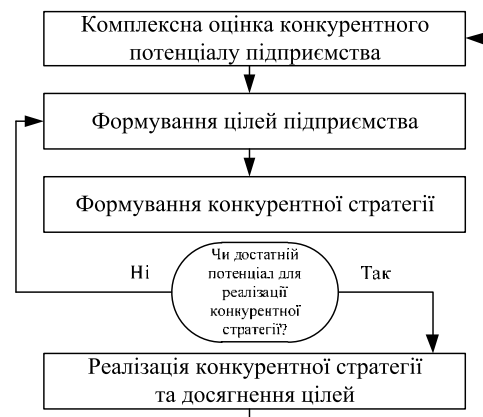 Комплексна оцінка конкурентного
потенціалу підприємства
Формування цілей підприємства
Формування конкурентної стратегії
Чи достатній
потенціал для
реалізації
конкурентної
стратегії?
Ні
Так
Реалізація конкурентної стратегії
та досягнення цілей